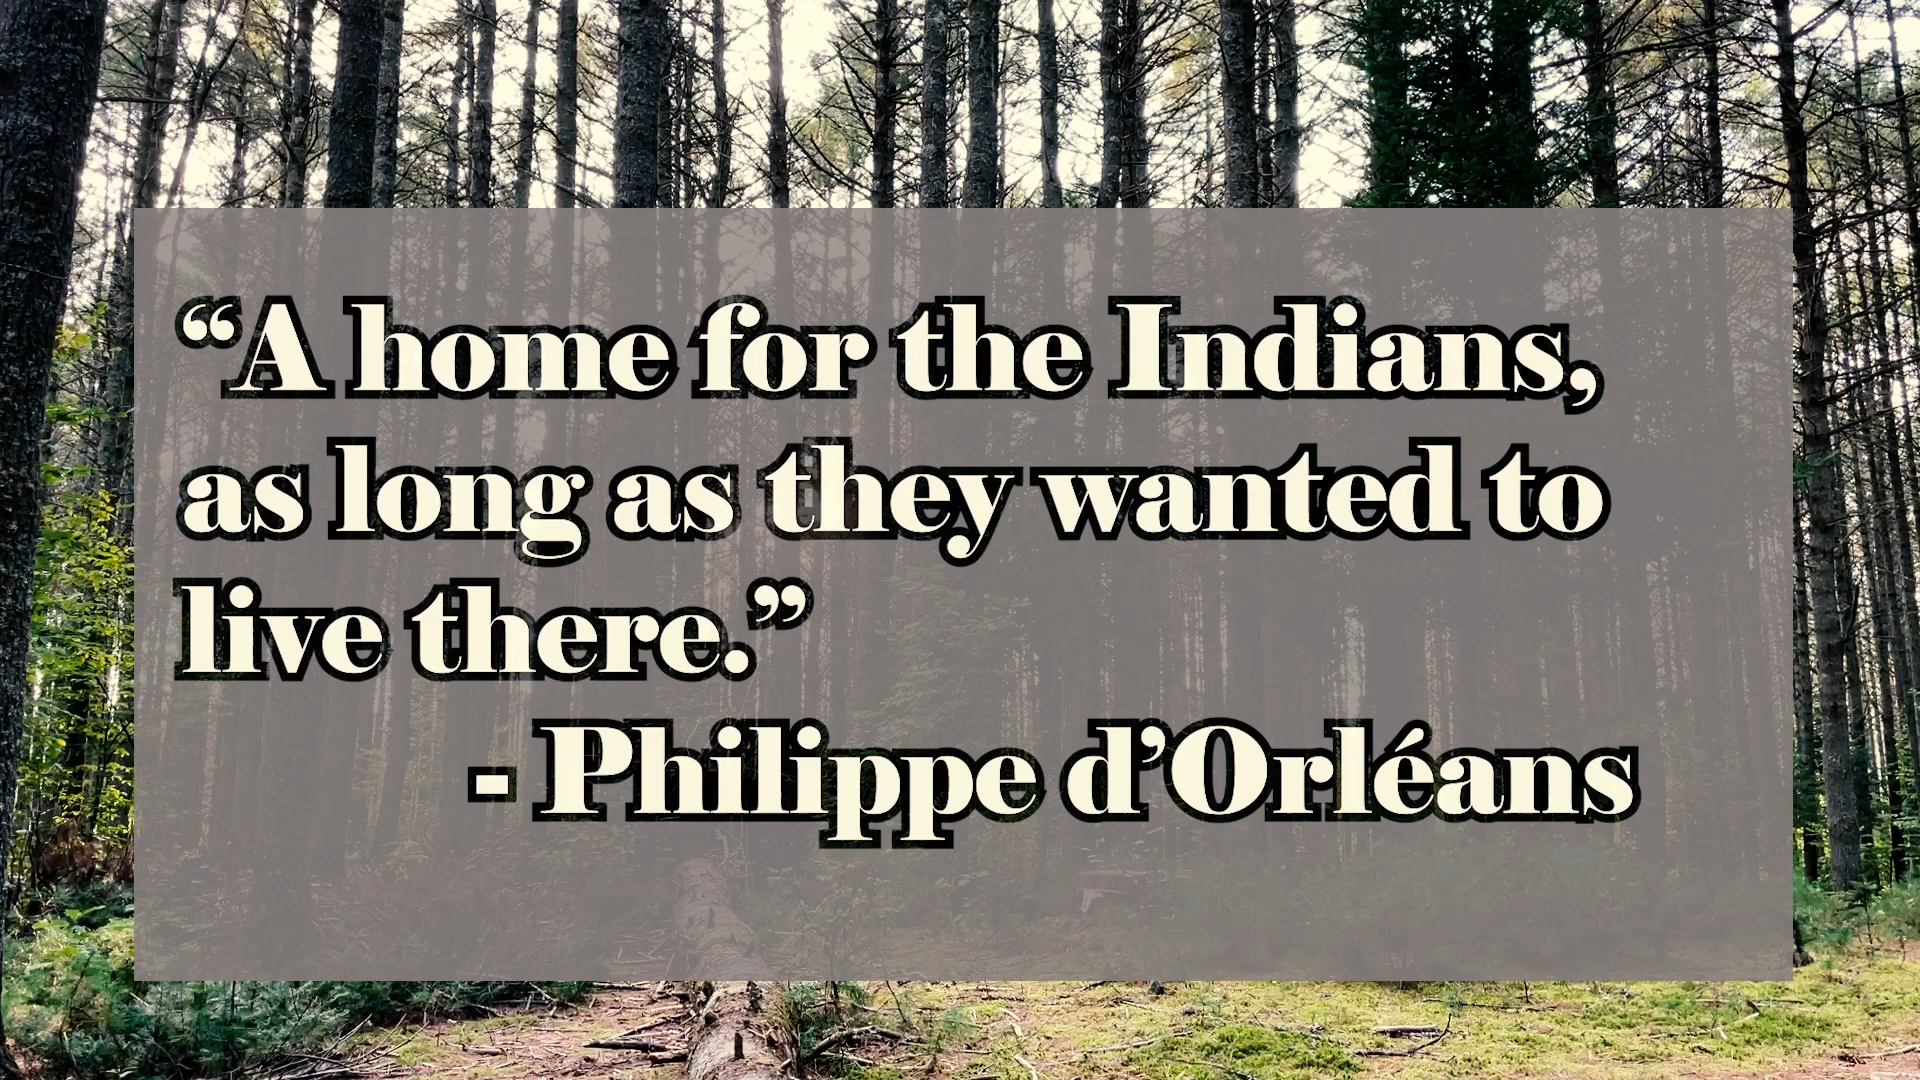 “A home for the Indians,
as long as they wanted to
live there.”
- Philippe d’Orléans